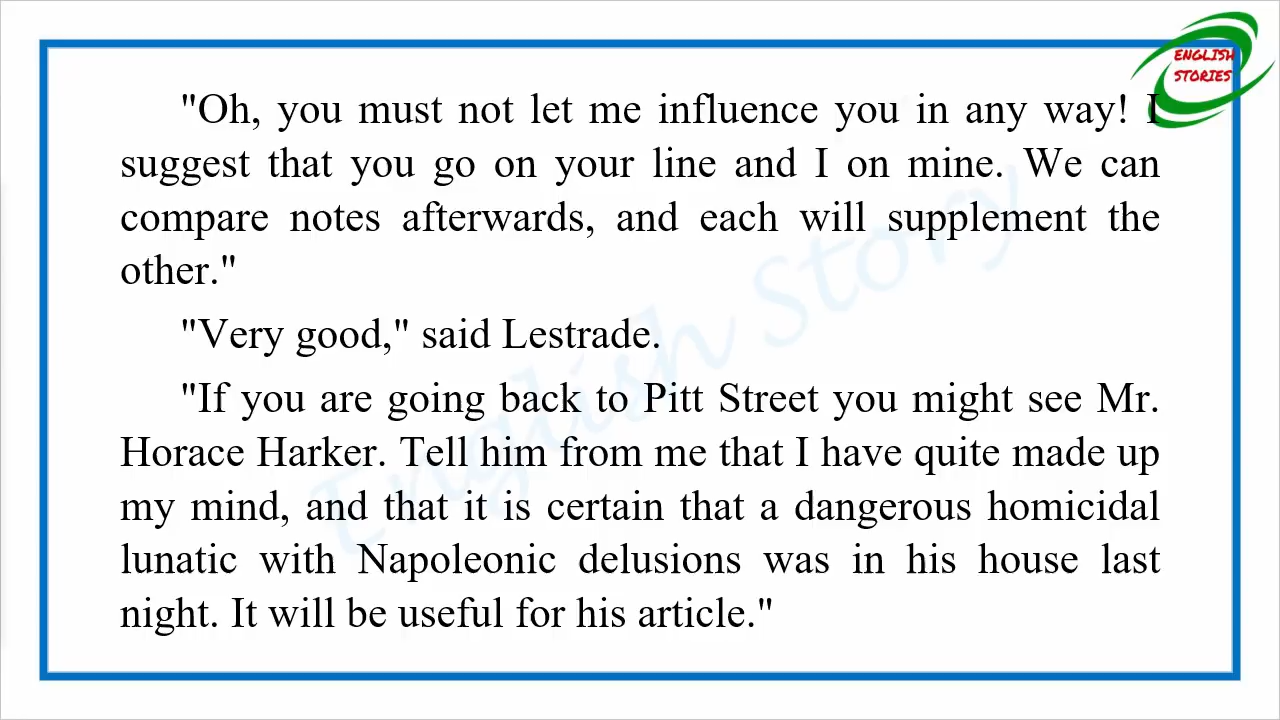 ENGLISH
STORIES
"Oh, you must not let me influence you in any way! I
suggest that you go on your line and I on mine. We can
compare notes afterwards, and each will supplement the
other."
"Very good," said Lestrade.
"If you are going back to Pitt Street you might see Mr.
Horace Harker. Tell him from me that I have quite made up
my mind, and that it is certain that a dangerous homicidal
lunatic with Napoleonic delusions was in his house last
night. It will be useful for his article."
English Story